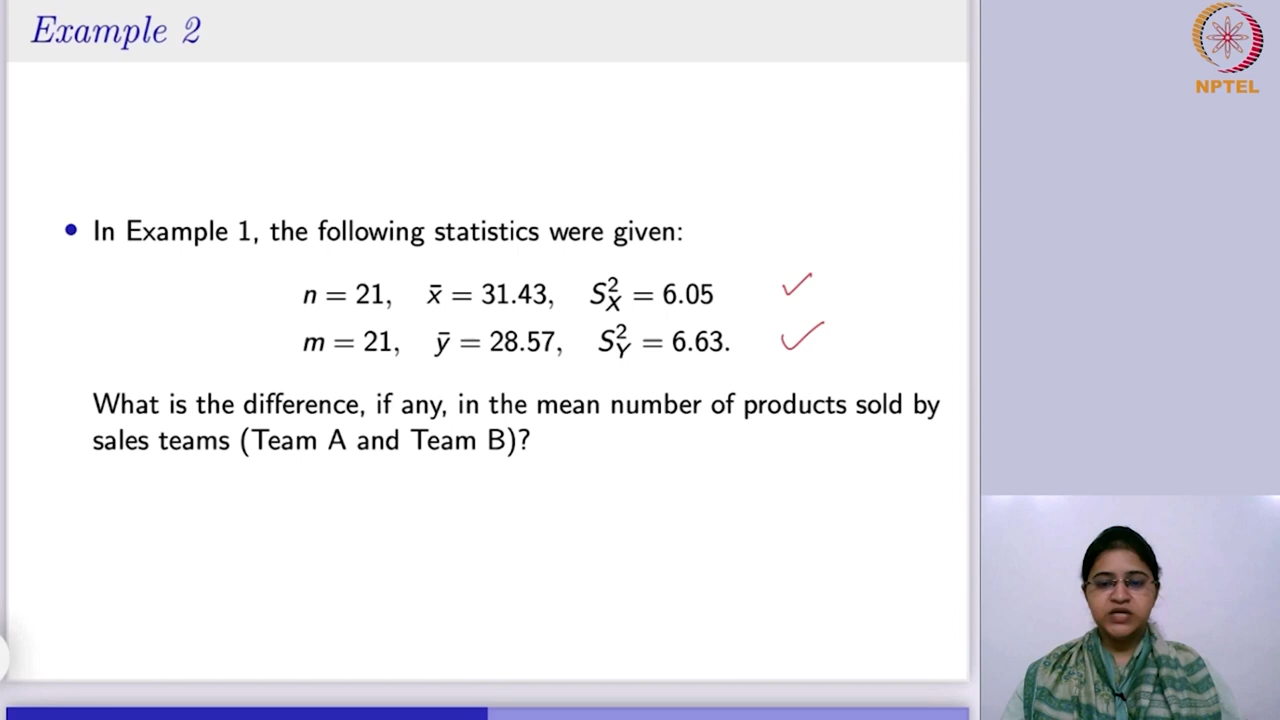 Example 2
NPTEL
• In Example 1, the following statistics were given:
n = 21, x̄ = 31.43, S²_X = 6.05
m = 21, ȳ = 28.57, S²_Y = 6.63.
What is the difference, if any, in the mean number of products sold by
sales teams (Team A and Team B)?